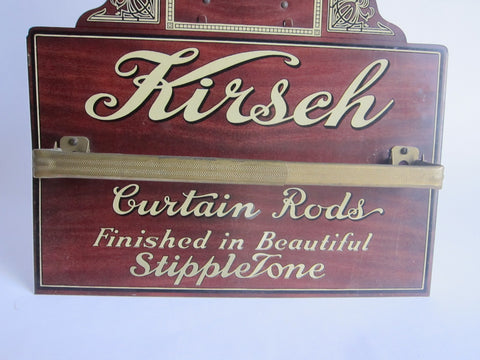 Kirsch
Curtain Rods
Finished in Beautiful
StippleTone